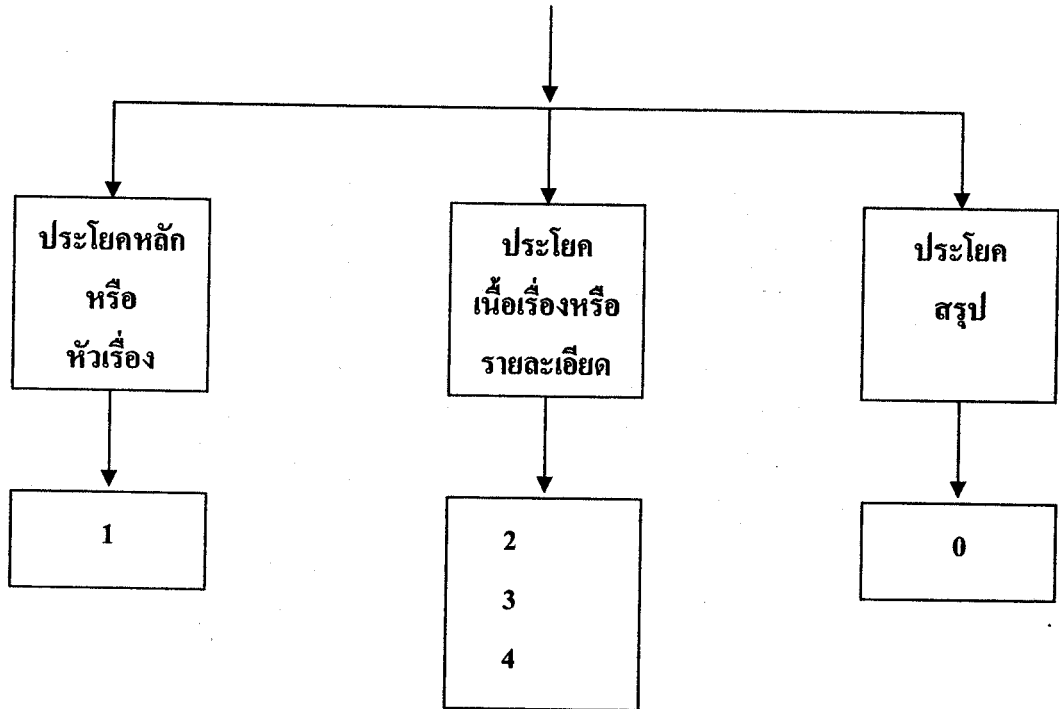 ประโยคหลัก
หรือ
หัวเรื่อง
ประโยค
เนื้อเรื่องหรือ
รายละเอียด
ประโยค
สรุป
1
2
3
4
0